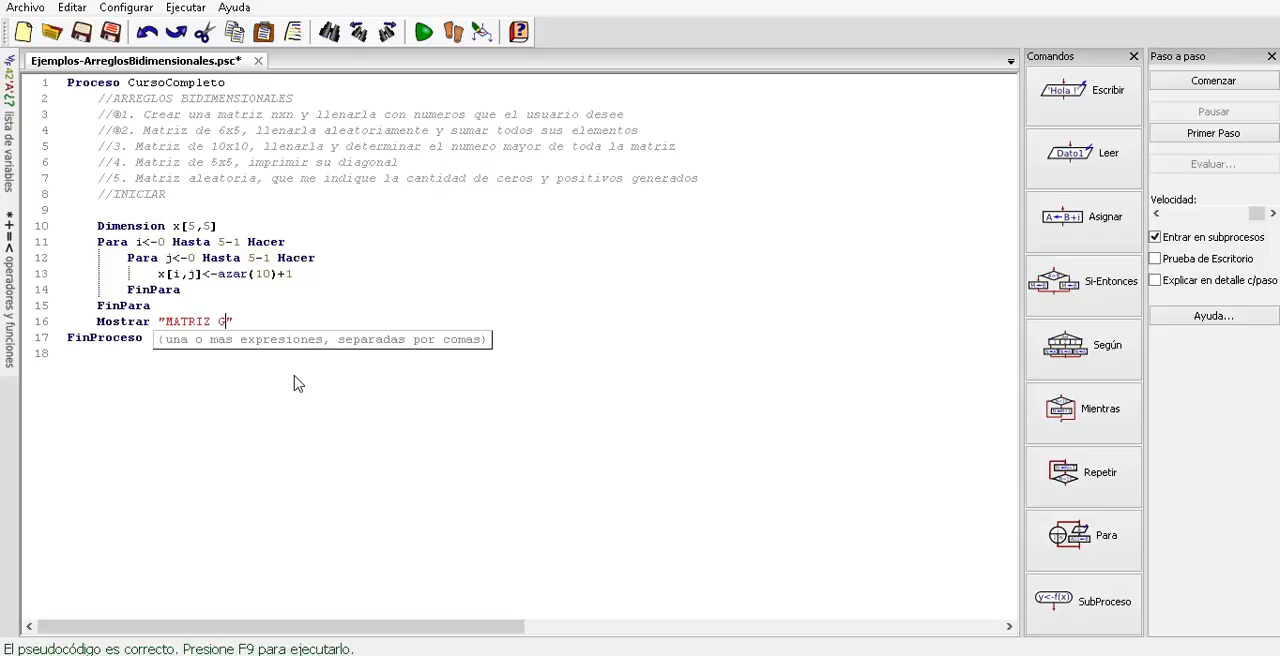 Archivo Editar Configurar Ejecutar Ayuda
Ejemplos-ArreglosBidimensionales.psc*
lista de variables
*+=< operadores y funciones
1 Proceso CursoCompleto
2 //ARREGLOS BIDIMENSIONALES
3 //®1. Crear una matriz nxn y llenarla con numeros que el usuario desee
4 //®2. Matriz de 6x5, llenarla aleatoriamente y sumar todos sus elementos
5 //3. Matriz de 10x10, llenarla y determinar el numero mayor de toda la matriz
6 //4. Matriz de 5x5, imprimir su diagonal
7 //5. Matriz aleatoria, que me indique la cantidad de ceros y positivos generados
8 //INICIAR
9
10 Dimension x[5,5]
11 Para i<-0 Hasta 5-1 Hacer
12 Para j<-0 Hasta 5-1 Hacer
13 x[i,j]<-azar(10)+1
14 FinPara
15 FinPara
16 Mostrar "MATRIZ G"
17 FinProceso
(una o mas expresiones, separadas por comas)
18
Comandos
'Hola !' Escribir
Dato1 Leer
A←B+i Asignar
Si-Entonces
Según
Mientras
Repetir
Para
y<-f(x) SubProceso
Paso a paso
Comenzar
Pausar
Primer Paso
Evaluar...
Velocidad:
Entrar en subprocesos
Prueba de Escritorio
Explicar en detalle c/paso
Ayuda...
El pseudocódigo es correcto. Presione F9 para ejecutarlo.